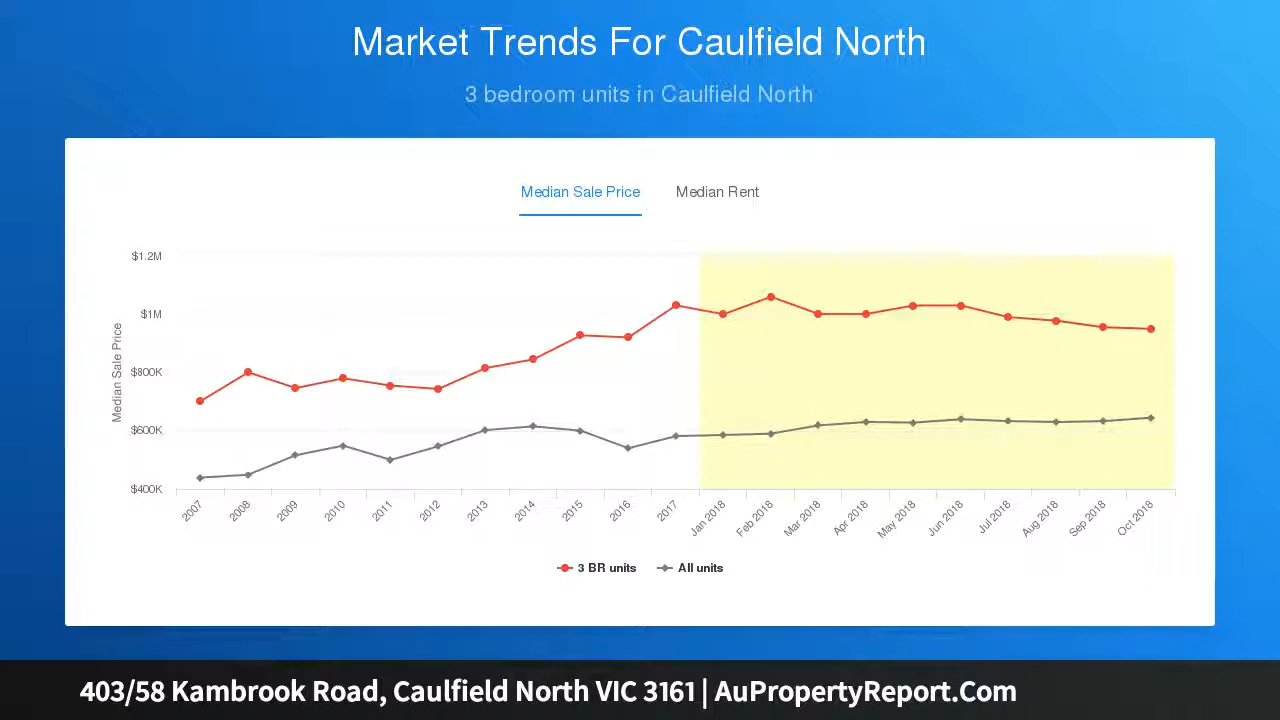 Market Trends For Caulfield North
3 bedroom units in Caulfield North
Median Sale Price Median Rent
Median Sale Price
$1.2M
$1M
$800K
$600K
$400K
2007 2008 2009 2010 2011 2012 2013 2014 2015 2016 2017 Jan 2018 Feb 2018 Mar 2018 Apr 2018 May 2018 Jun 2018 Jul 2018 Aug 2018 Sep 2018 Oct 2018
3 BR units All units
403/58 Kambrook Road, Caulfield North VIC 3161 | AuPropertyReport.Com